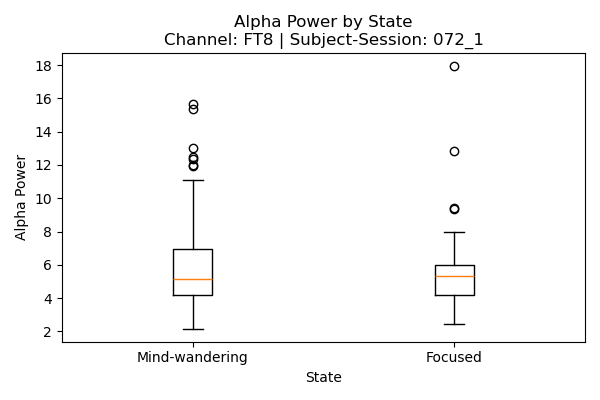 Alpha Power by State
Channel: FT8 | Subject-Session: 072_1
18
16
14
12
10
8
6
4
2
Alpha Power
Mind-wandering
Focused
State